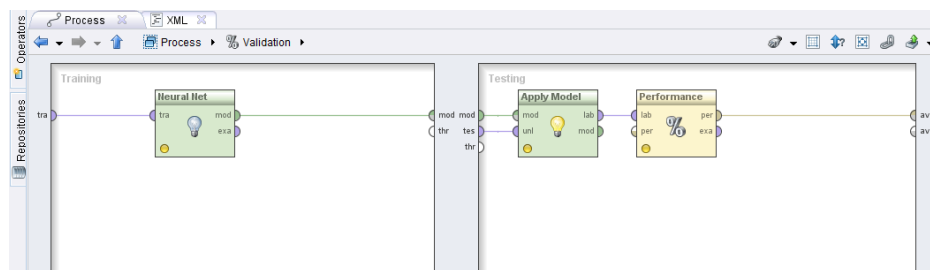 Process
XML
Process
Validation
Operators
Repositories
Training
Neural Net
tra
tra
mod
exa
mod
thr
Testing
mod
tes
thr
Apply Model
mod
lab
unl
mod
Performance
lab
per
per
exa
av
av